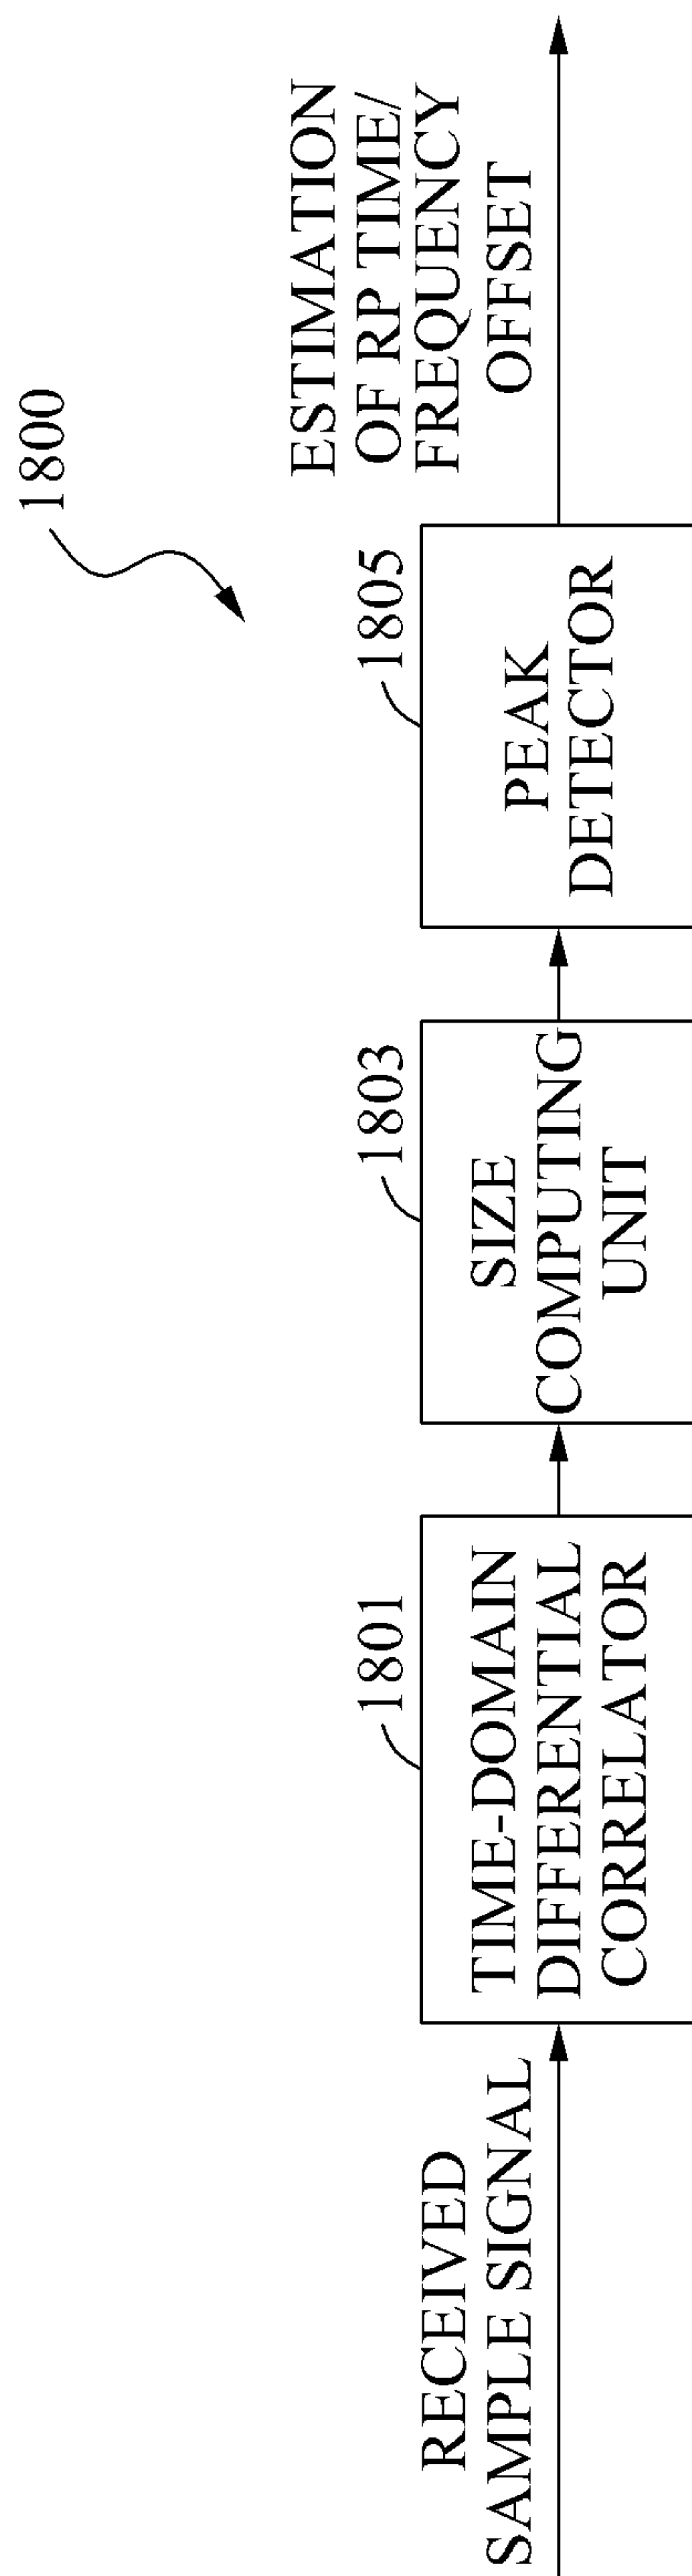 1800
RECEIVED
SAMPLE SIGNAL
1801
TIME-DOMAIN
DIFFERENTIAL
CORRELATOR
1803
SIZE
COMPUTING
UNIT
1805
PEAK
DETECTOR
ESTIMATION
OF RP TIME/
FREQUENCY
OFFSET